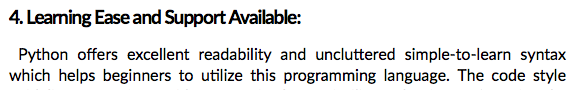 4. Learning Ease and Support Available:
Python offers excellent readability and uncluttered simple-to-learn syntax
which helps beginners to utilize this programming language. The code style